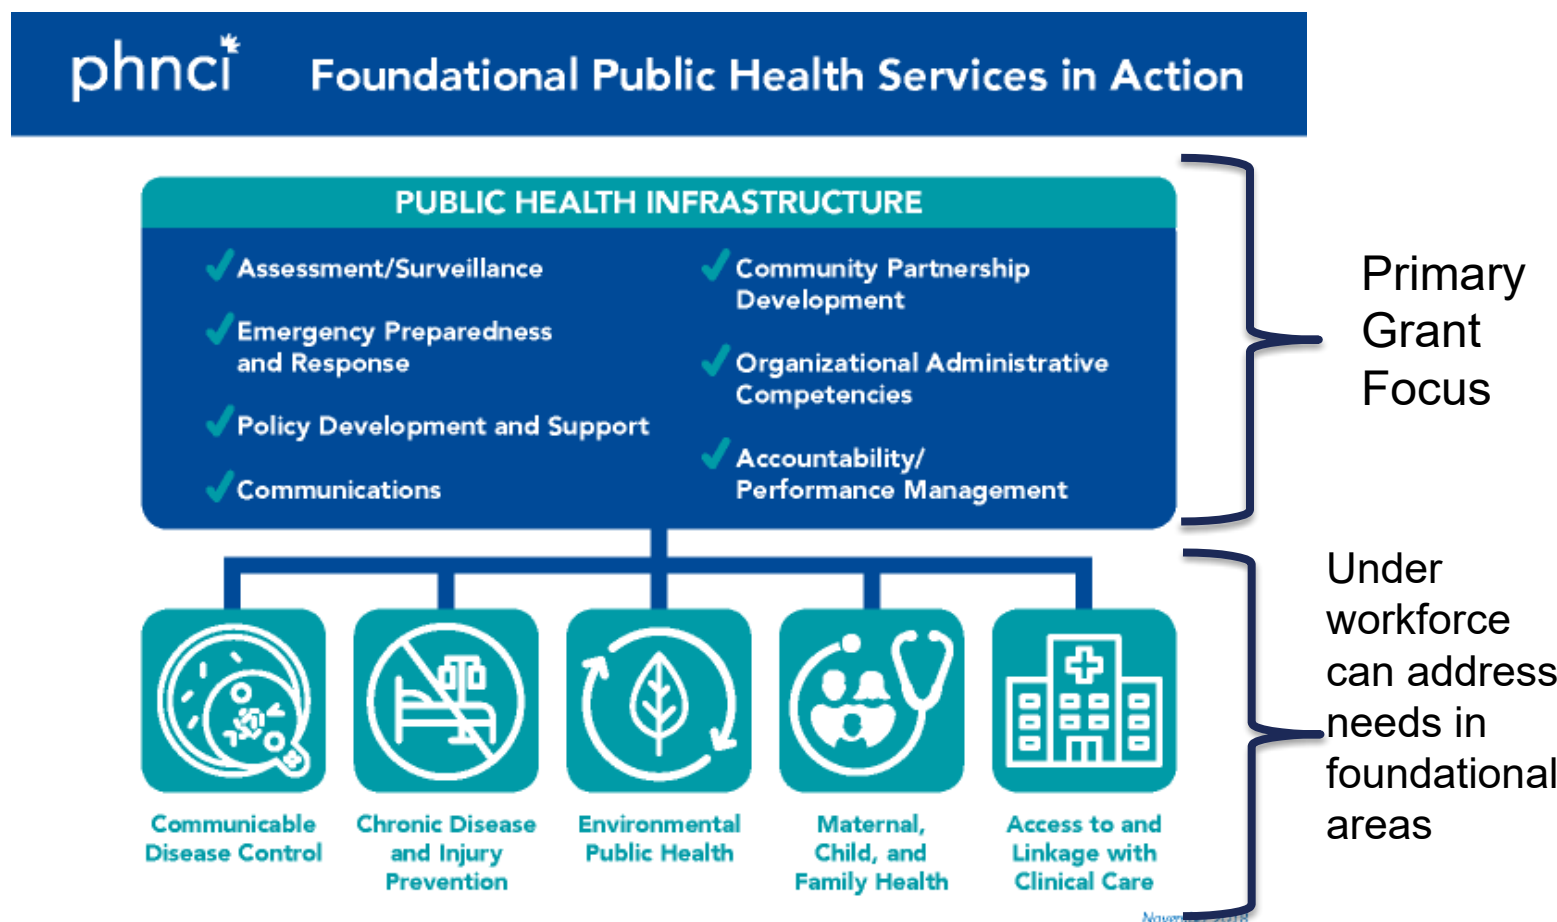 phnci
Foundational Public Health Services in Action
PUBLIC HEALTH INFRASTRUCTURE
Assessment/Surveillance
Emergency Preparedness
and Response
Policy Development and Support
Communications
Community Partnership
Development
Organizational Administrative
Competencies
Accountability/
Performance Management
Primary
Grant
Focus
Communicable
Disease Control
Chronic Disease
and Injury
Prevention
Environmental
Public Health
Maternal,
Child, and
Family Health
Access to and
Linkage with
Clinical Care
Under
workforce
can address
needs in
foundational
areas
November 2018